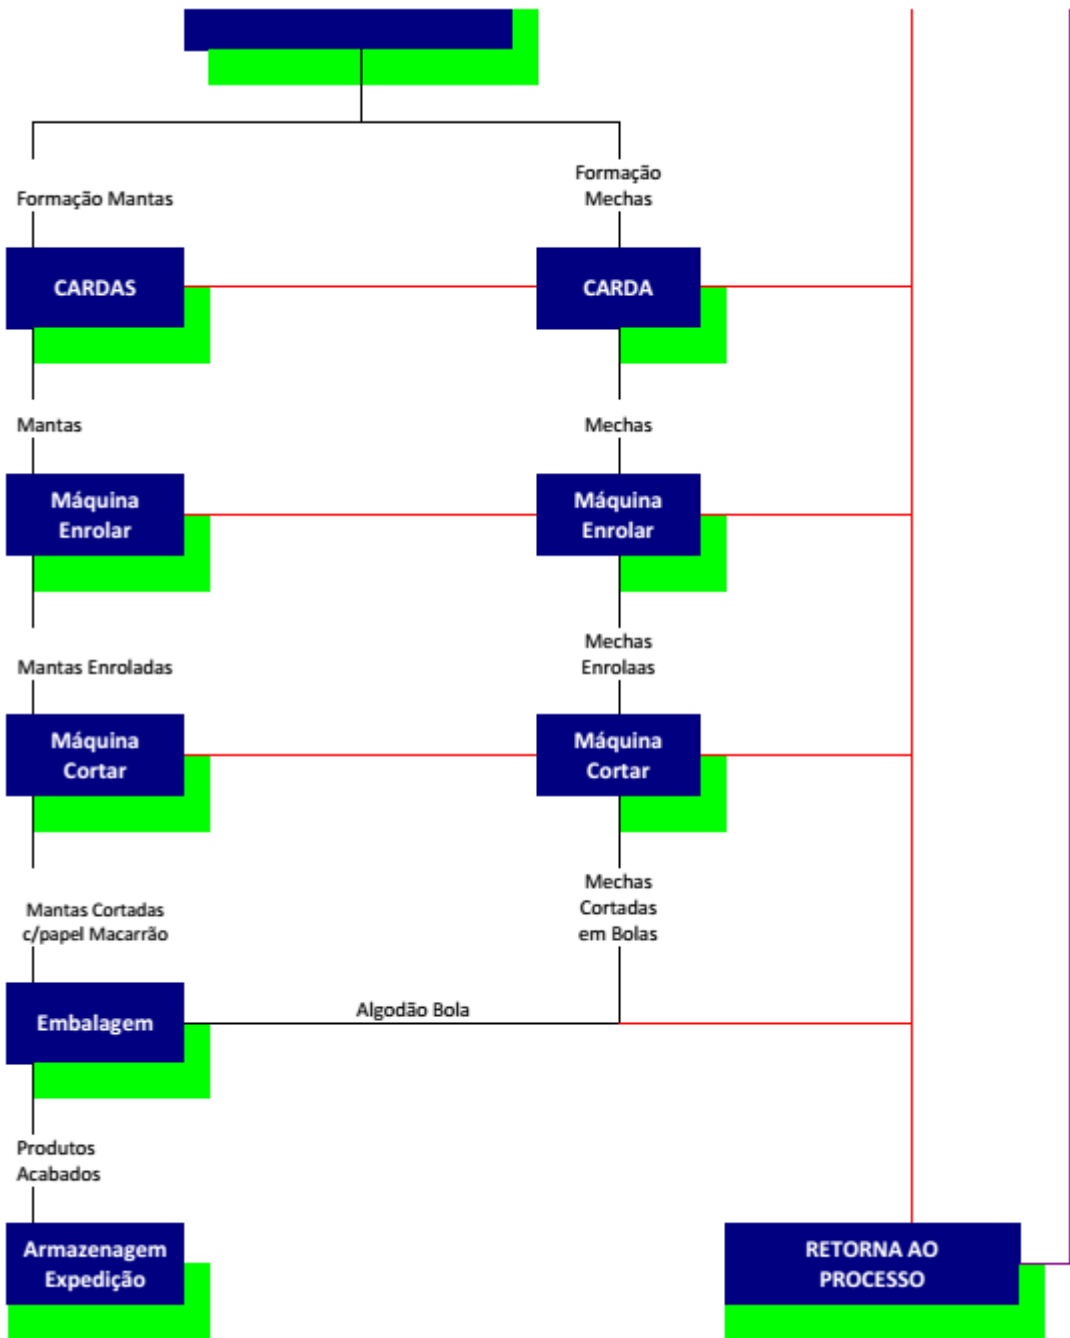 Formação Mantas
Formação
Mechas
CARDAS
CARDA
Mantas
Mechas
Máquina
Enrolar
Máquina
Enrolar
Mantas Enroladas
Mechas
Enrolaas
Máquina
Cortar
Máquina
Cortar
Mantas Cortadas
c/papel Macarrão
Mechas
Cortadas
em Bolas
Embalagem
Algodão Bola
Produtos
Acabados
Armazenagem
Expedição
RETORNA AO
PROCESSO